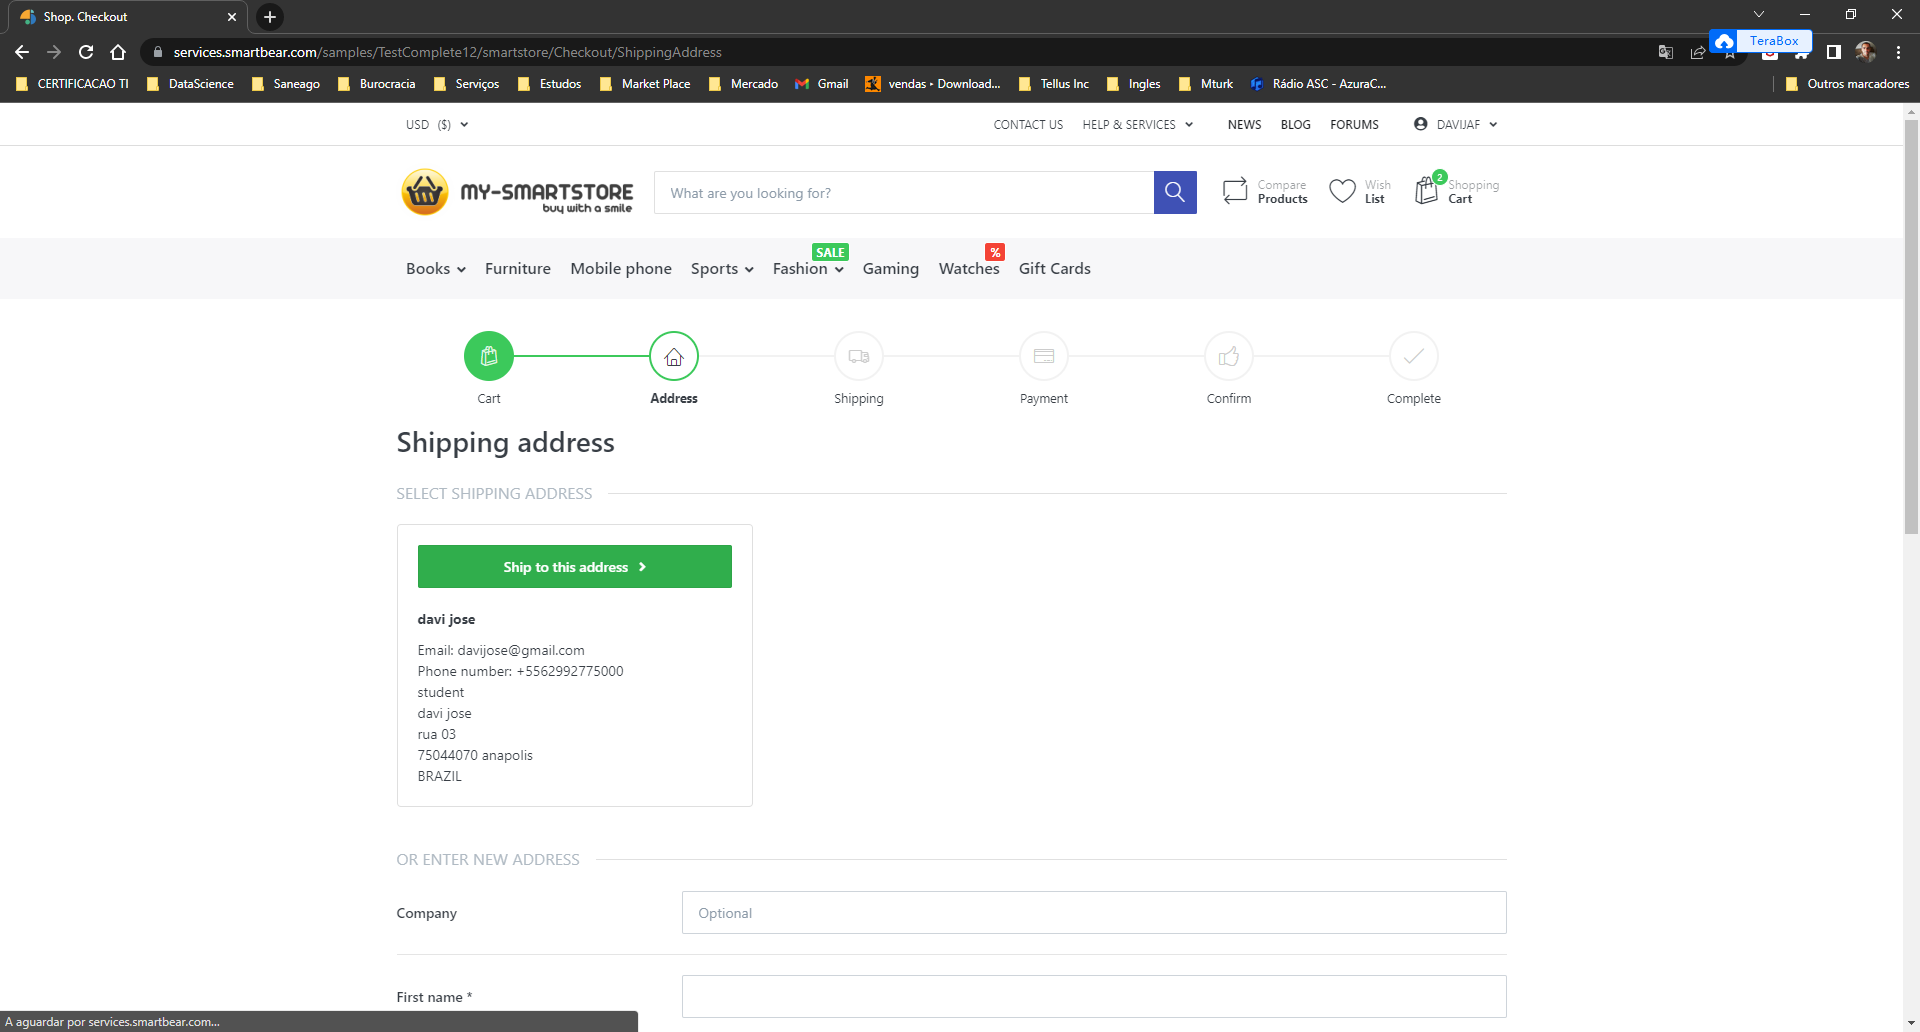 Shop. Checkout
services.smartbear.com/samples/TestComplete12/smartstore/Checkout/ShippingAddress
TeraBox
CERTIFICACAO TI
DataScience
Saneago
Burocracia
Serviços
Estudos
Market Place
Mercado
Gmail
vendas ‣ Download...
Tellus Inc
Ingles
Mturk
Rádio ASC - AzuraC...
Outros marcadores
USD ($)
CONTACT US
HELP & SERVICES
NEWS
BLOG
FORUMS
DAVIJAF
MY-SMARTSTORE
buy with a smile
What are you looking for?
Compare
Products
Wish
List
2
Shopping
Cart
Books
Furniture
Mobile phone
Sports
Fashion
SALE
Gaming
Watches
%
Gift Cards
Cart
Address
Shipping
Payment
Confirm
Complete
Shipping address
SELECT SHIPPING ADDRESS
Ship to this address
davi jose
Email: davijose@gmail.com
Phone number: +5562992775000
student
davi jose
rua 03
75044070 anapolis
BRAZIL
OR ENTER NEW ADDRESS
Company
Optional
First name *
A aguardar por services.smartbear.com...